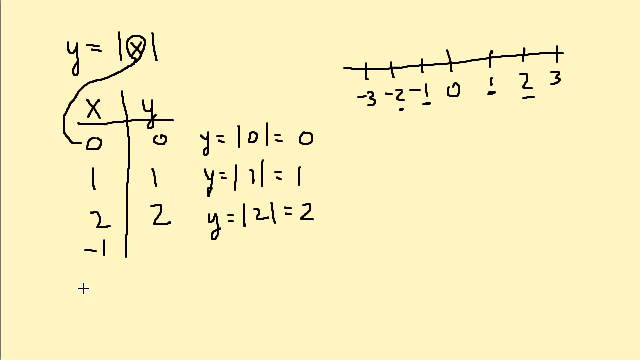 y = |x|
-3 -2 -1 0 1 2 3
x y
0 0 y = |0| = 0
1 1 y = |1| = 1
2 2 y = |2| = 2
-1